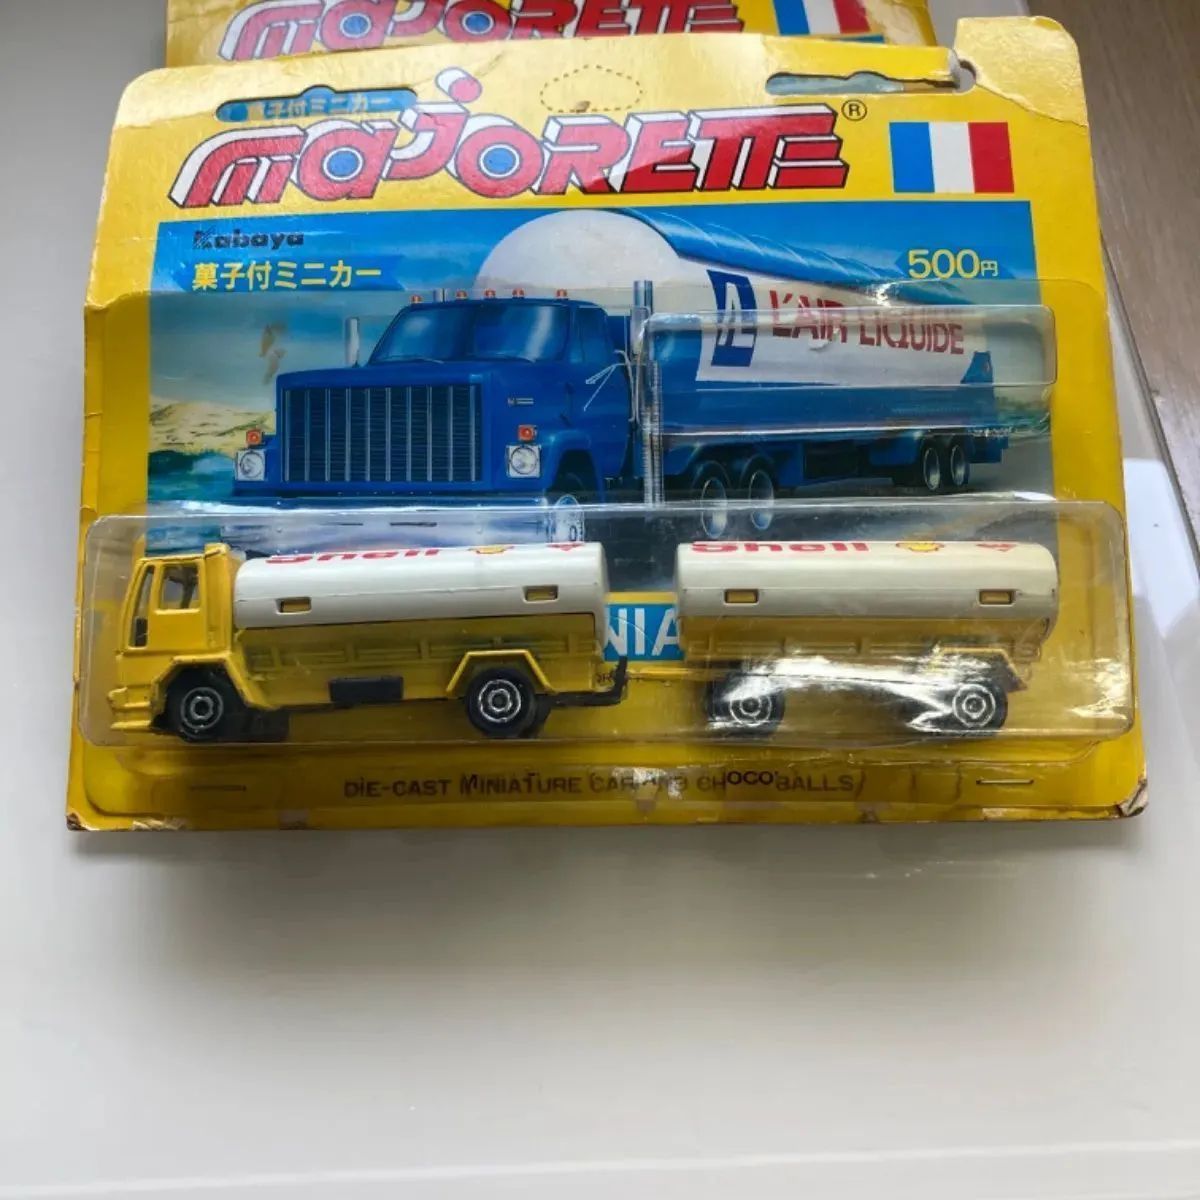 MAJORETTE
菓子付ミニカー
MAJORETTE®
Kabaya
菓子付ミニカー
500円
L'AIR LIQUIDE
Shell
Shell
NIA
DIE-CAST MINIATURE CAR AND CHOCO BALLS